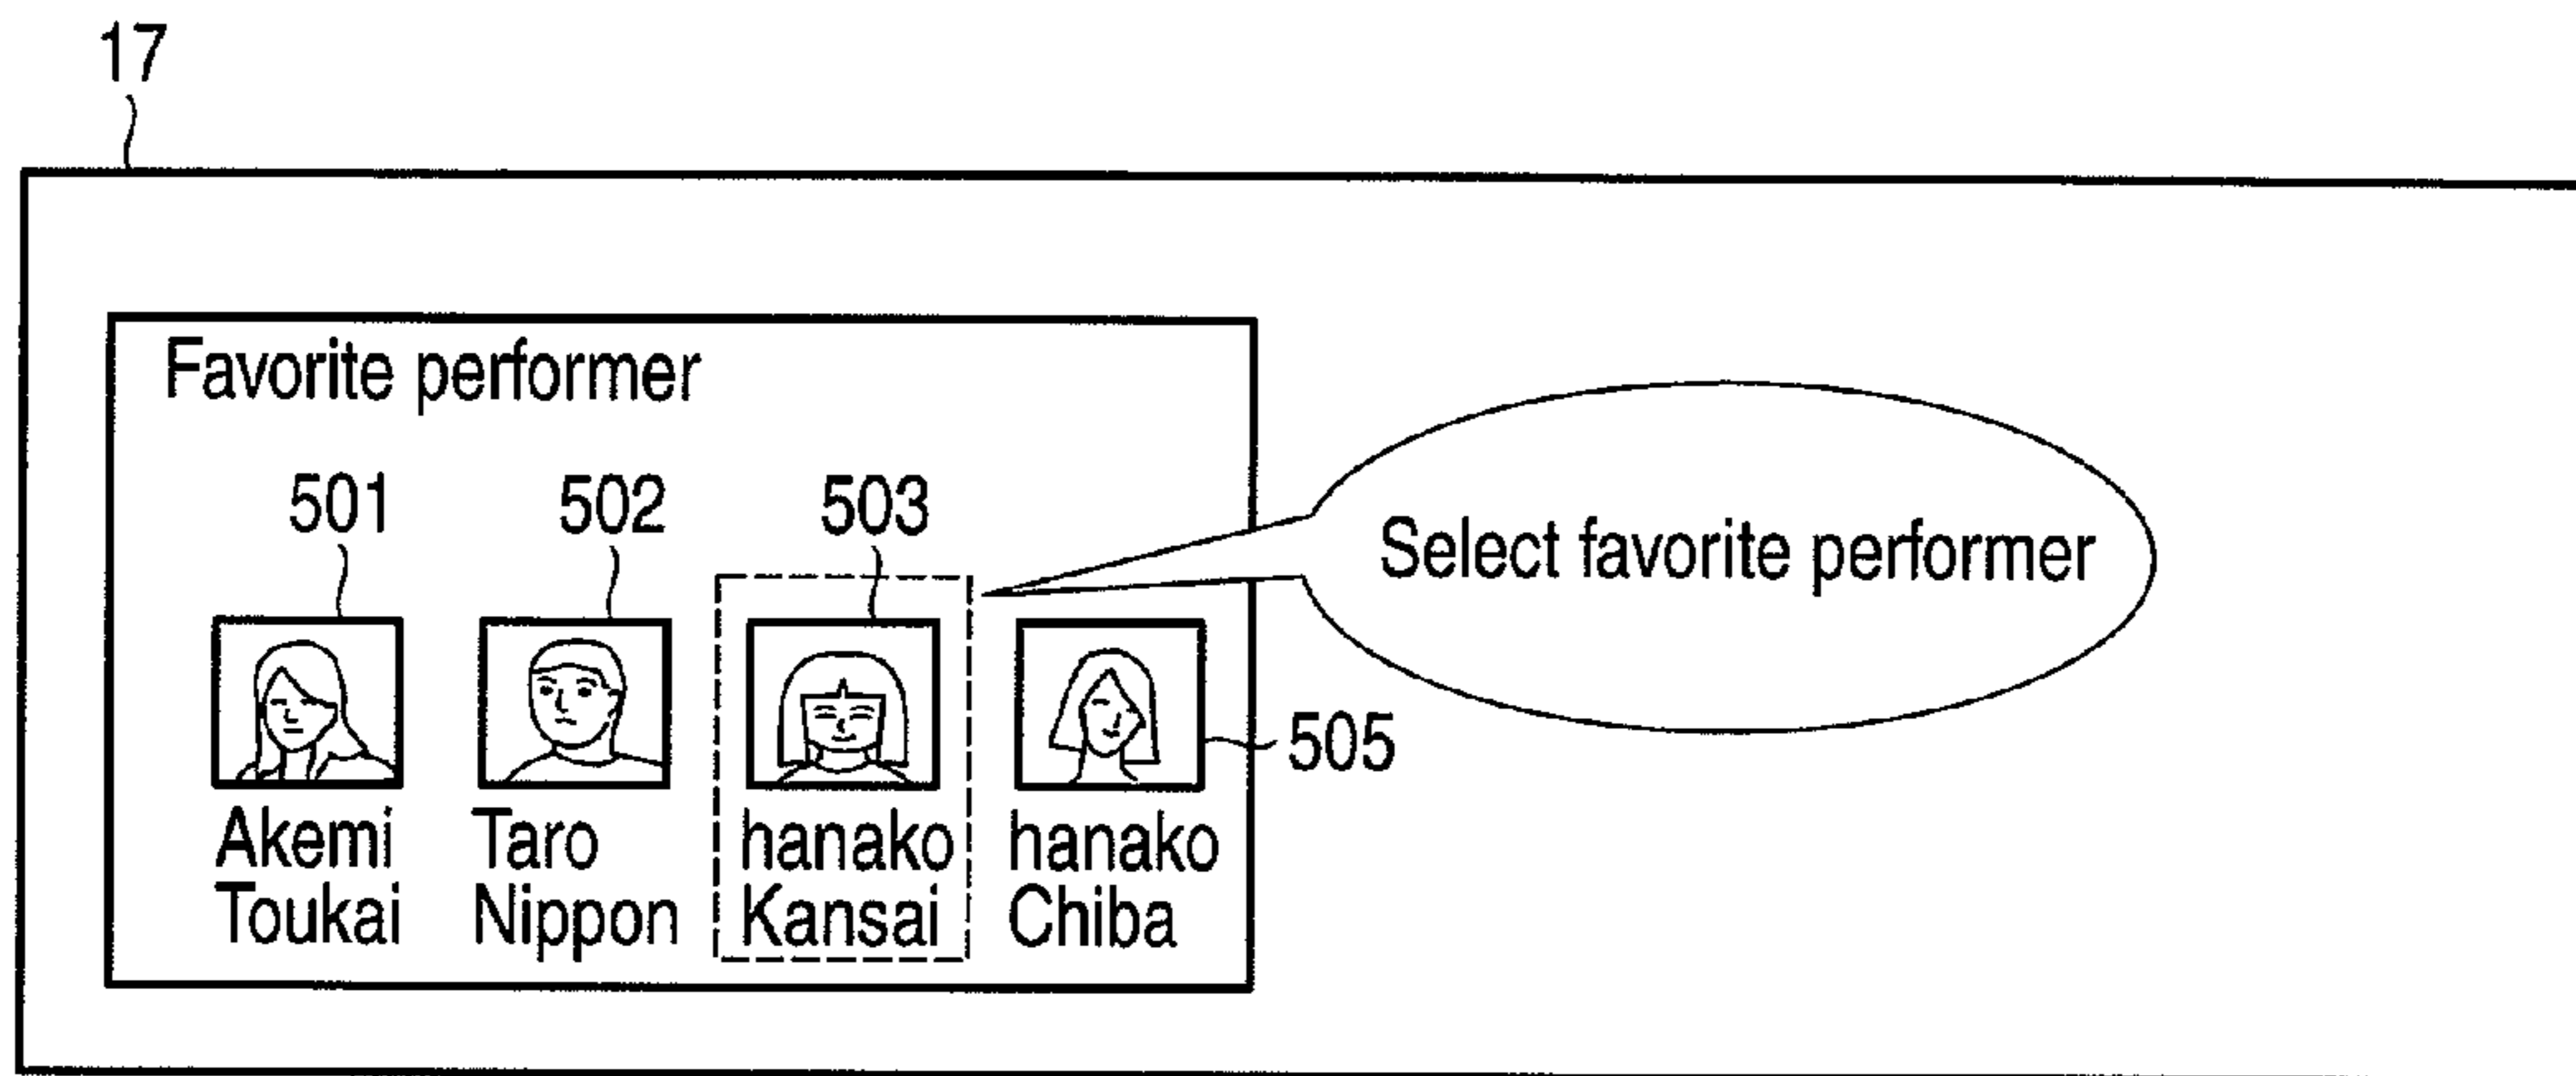 17
Favorite performer
501 502 503
Select favorite performer
505
Akemi Taro hanako hanako
Toukai Nippon Kansai Chiba